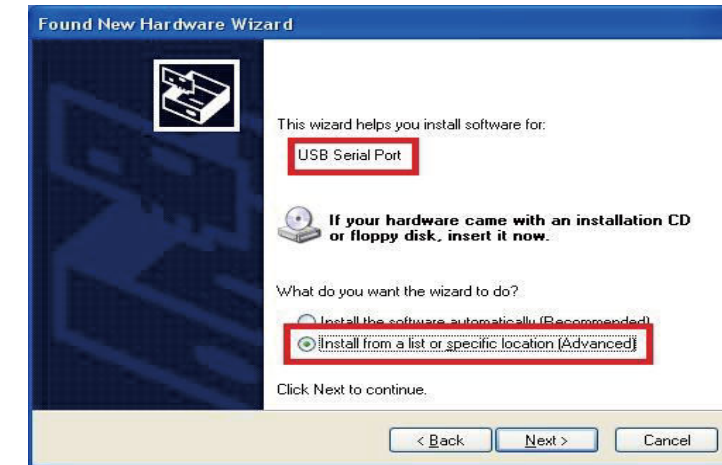 Found New Hardware Wizard
This wizard helps you install software for:
USB Serial Port
If your hardware came with an installation CD
or floppy disk, insert it now.
What do you want the wizard to do?
Install the software automatically (Recommended)
Install from a list or specific location (Advanced)
Click Next to continue.
< Back Next > Cancel